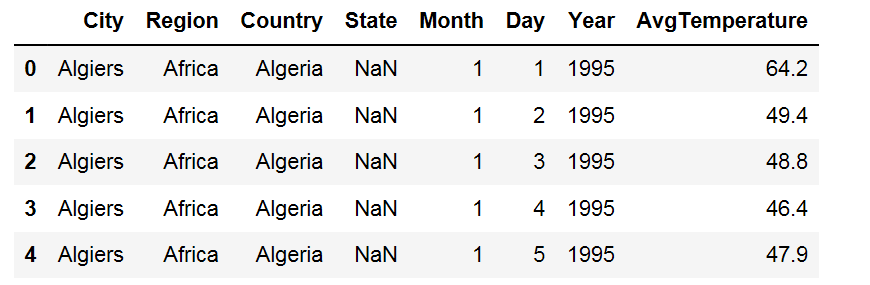 City Region Country State Month Day Year AvgTemperature
0 Algiers Africa Algeria NaN 1 1 1995 64.2
1 Algiers Africa Algeria NaN 1 2 1995 49.4
2 Algiers Africa Algeria NaN 1 3 1995 48.8
3 Algiers Africa Algeria NaN 1 4 1995 46.4
4 Algiers Africa Algeria NaN 1 5 1995 47.9